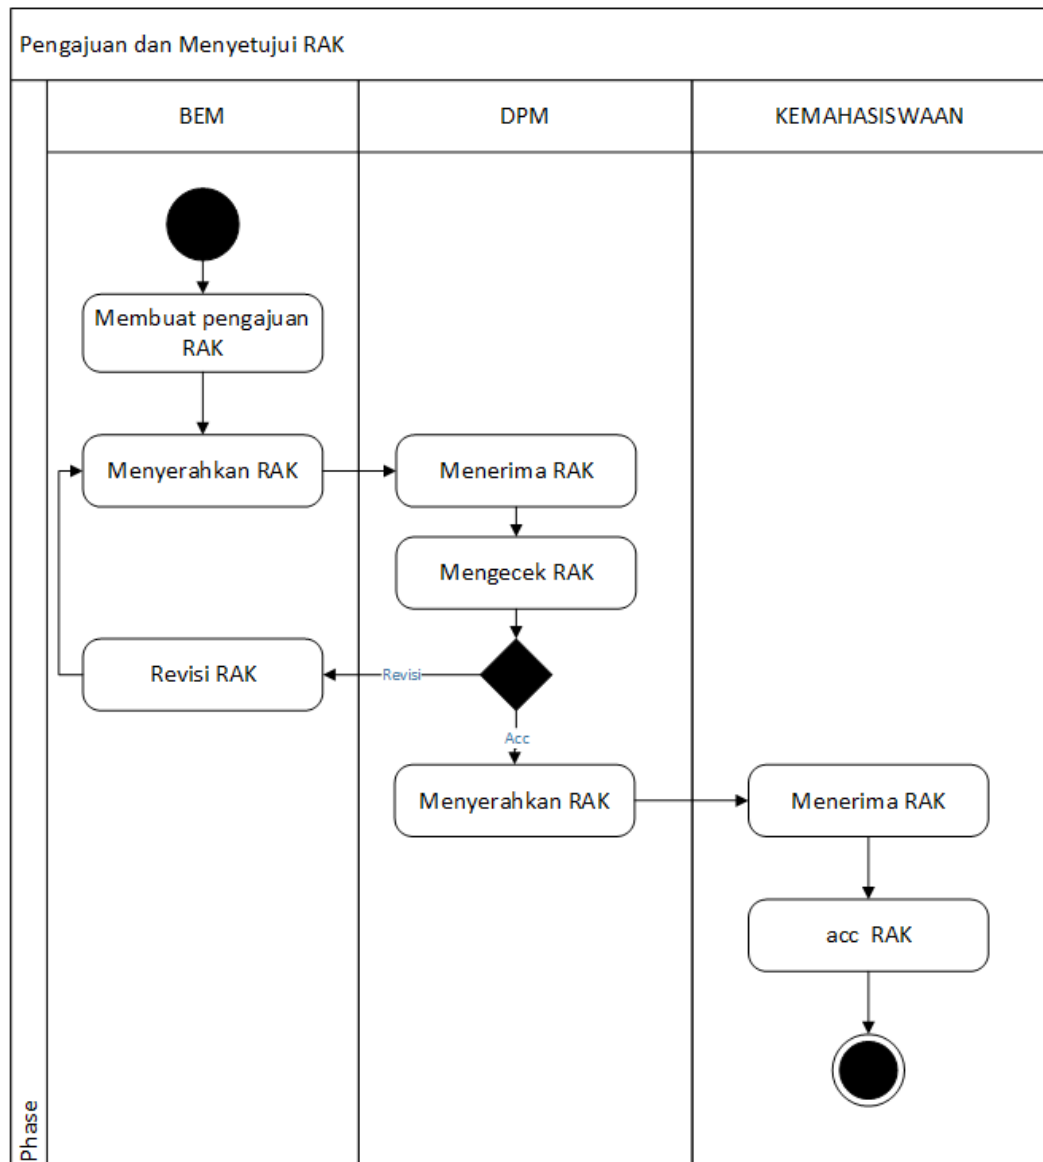 Pengajuan dan Menyetujui RAK
BEM
DPM
KEMAHASISWAAN
Membuat pengajuan
RAK
Menyerahkan RAK
Menerima RAK
Mengecek RAK
Revisi RAK
Revisi
Acc
Menyerahkan RAK
Menerima RAK
acc RAK
Phase